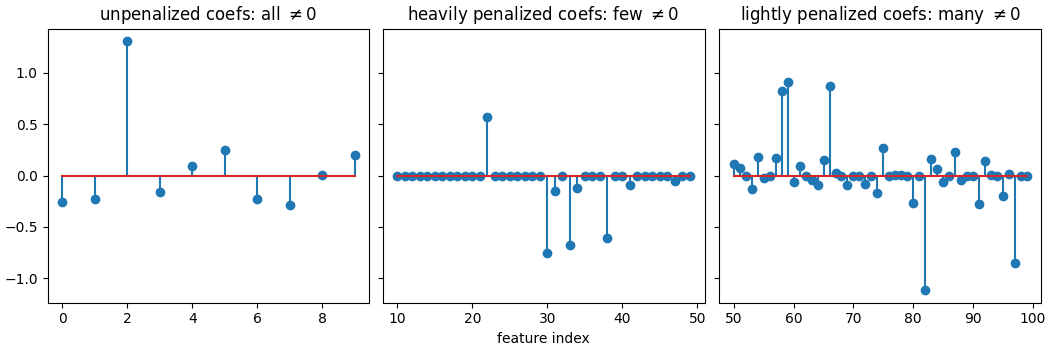 unpenalized coefs: all ≠0
heavily penalized coefs: few ≠0
lightly penalized coefs: many ≠0
1.0
0.5
0.0
−0.5
−1.0
0 2 4 6 8
10 20 30 40 50
50 60 70 80 90 100
feature index